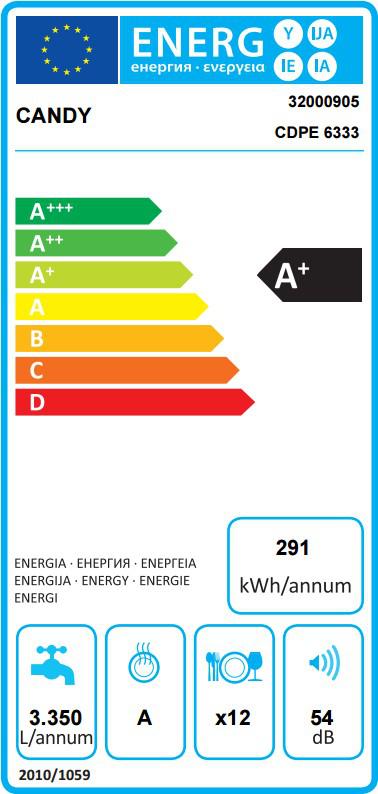 ENERG Y IJA
енергия · ενεργεια IE IA
CANDY
32000905
CDPE 6333
A+++
A++
A+
A+
A
B
C
D
291
kWh/annum
ENERGIA · ЕНЕРГИЯ · ΕΝΕΡΓΕΙΑ
ENERGIJA · ENERGY · ENERGIE
ENERGI
3.350
L/annum
A
x12
54
dB
2010/1059